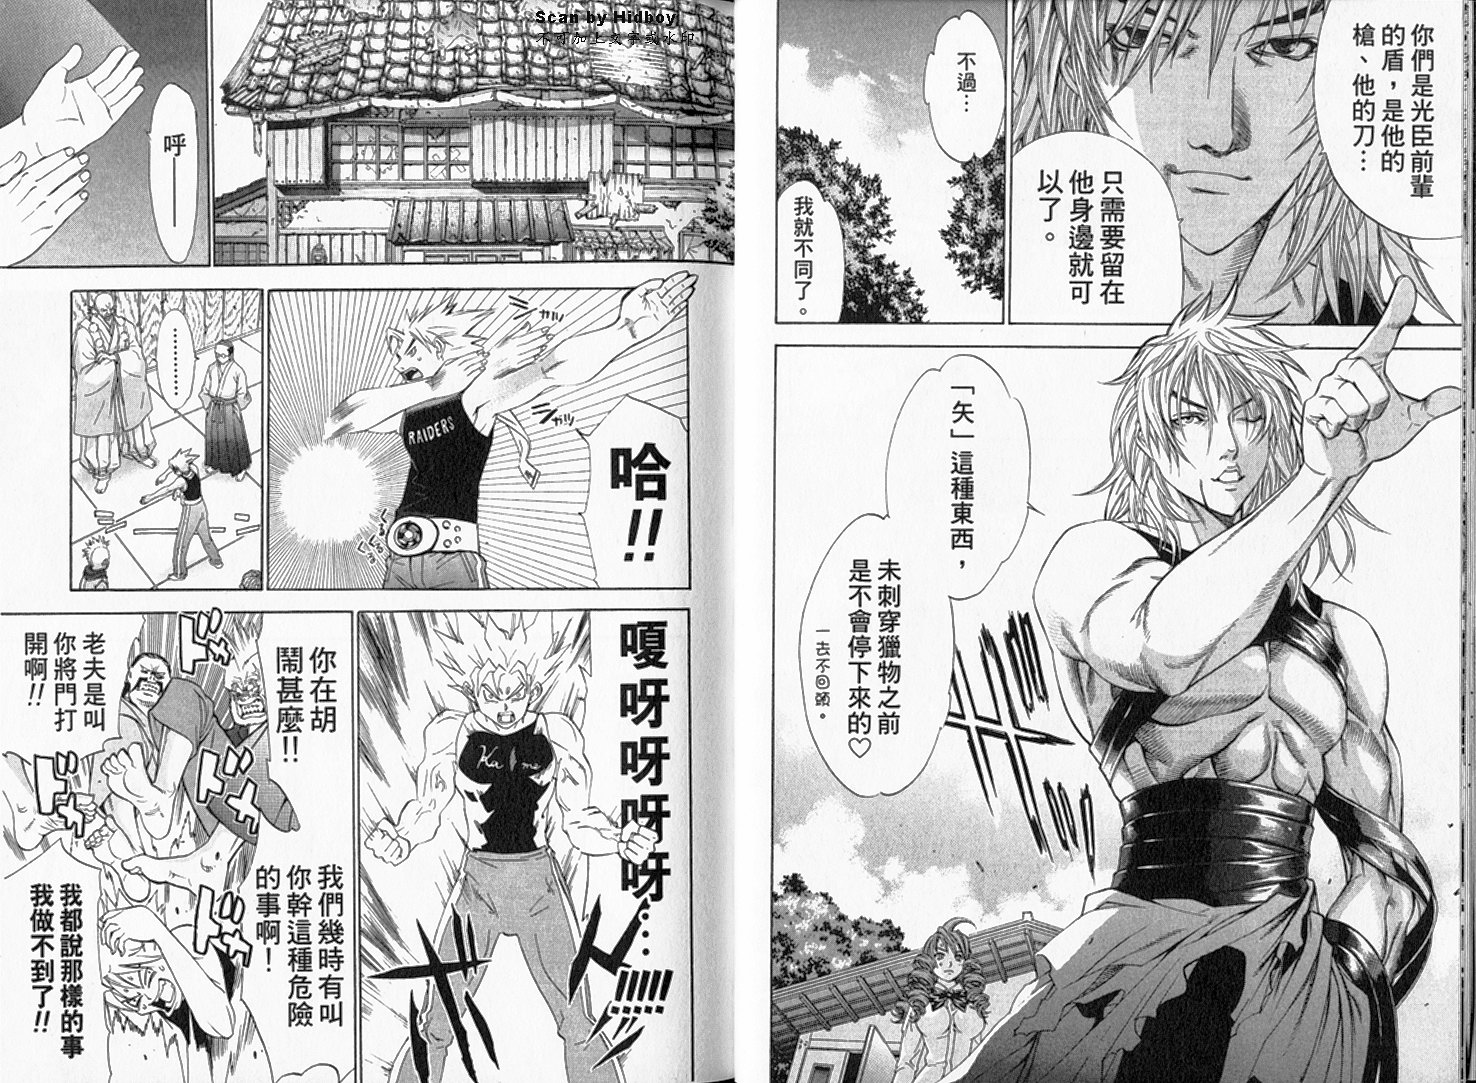 你們是光臣前輩
的盾，是他的
槍、他的刀…
只需要留在
他身邊就可
以了。
不過…
我就不同了。
「矢」這種東西，
未刺穿獵物之前
是不會停下來的♡
一去不回頭。
Scan by Hidboy
不可加上文字或水印
呼——
哈!!
RAIDERS
………
嗄呀呀呀呀…!!!!!!
Ka me
你在胡
鬧甚麼!!
老夫是叫
你將門打
開啊!!
我們幾時有叫
你幹這種危險
的事啊!
我都說那樣的事
我做不到了!!